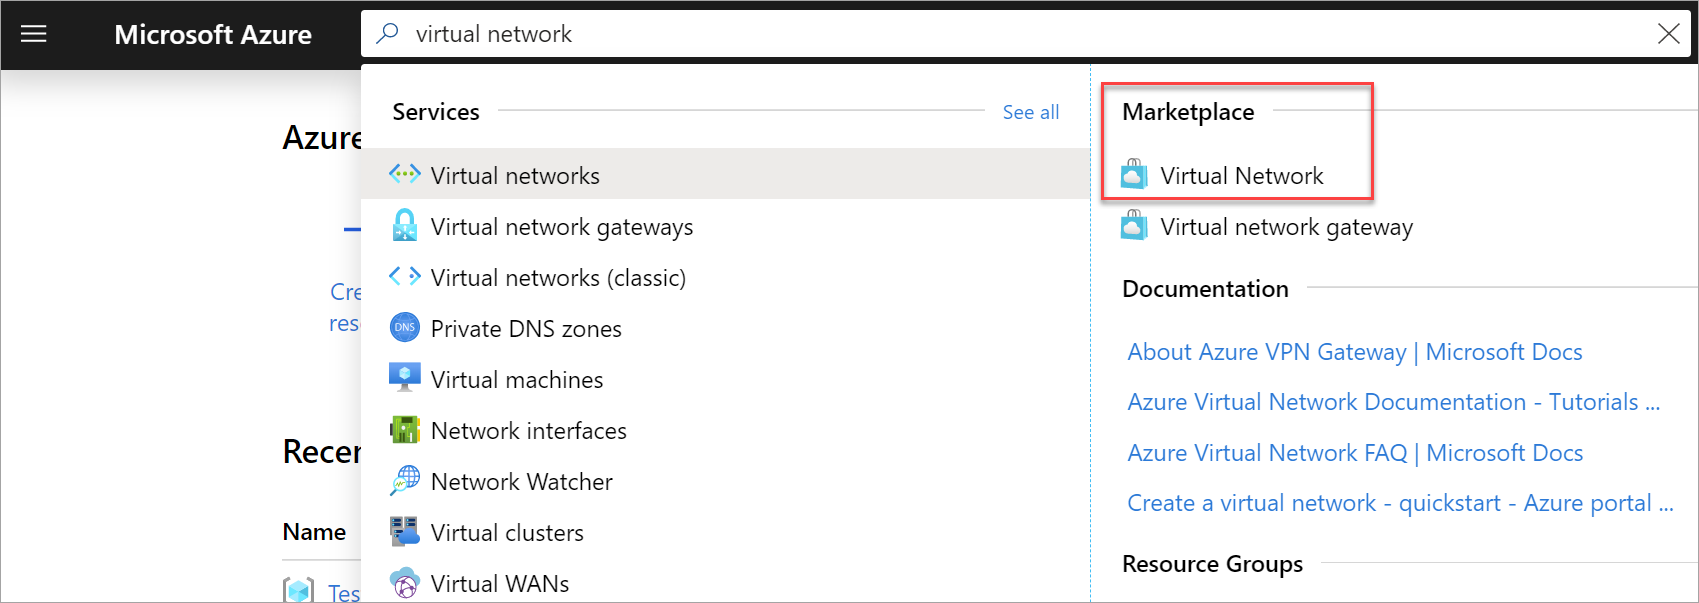 Microsoft Azure
virtual network
Azure
Cre
res
Recen
Name
Tes
Services
See all
Virtual networks
Virtual network gateways
Virtual networks (classic)
DNS
Private DNS zones
Virtual machines
Network interfaces
Network Watcher
Virtual clusters
Virtual WANs
Marketplace
Virtual Network
Virtual network gateway
Documentation
About Azure VPN Gateway | Microsoft Docs
Azure Virtual Network Documentation - Tutorials ...
Azure Virtual Network FAQ | Microsoft Docs
Create a virtual network - quickstart - Azure portal ...
Resource Groups